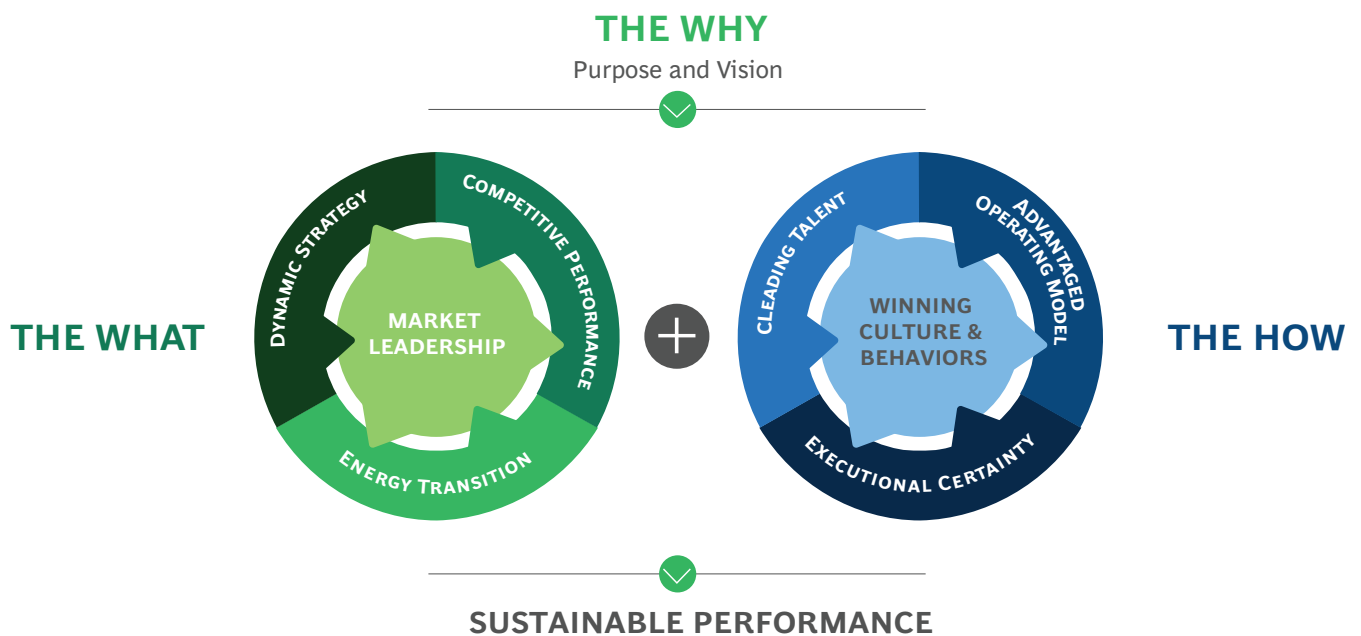 THE WHY
Purpose and Vision
THE WHAT
DYNAMIC STRATEGY
COMPETITIVE PERFORMANCE
ENERGY TRANSITION
MARKET
LEADERSHIP
CLEADING TALENT
ADVANTAGED
OPERATING MODEL
EXECUTIONAL CERTAINTY
WINNING
CULTURE &
BEHAVIORS
THE HOW
SUSTAINABLE PERFORMANCE